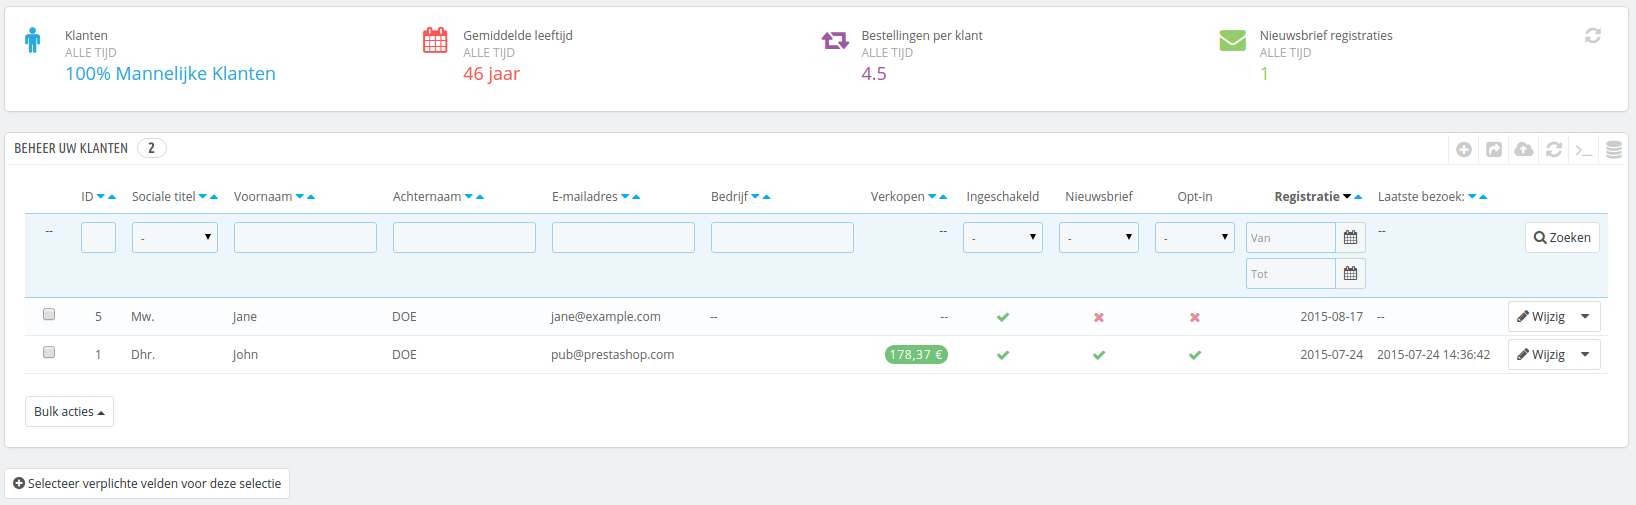 Klanten
ALLE TIJD
100% Mannelijke Klanten
Gemiddelde leeftijd
ALLE TIJD
46 jaar
Bestellingen per klant
ALLE TIJD
4.5
Nieuwsbrief registraties
ALLE TIJD
1
BEHEER UW KLANTEN 2
ID Sociale titel Voornaam Achternaam E-mailadres Bedrijf Verkopen Ingeschakeld Nieuwsbrief Opt-in Registratie Laatste bezoek:
-- - -- - - - Van -- Zoeken
Tot
5 Mw. Jane DOE jane@example.com -- -- 2015-08-17 -- Wijzig
1 Dhr. John DOE pub@prestashop.com 178,37 € 2015-07-24 2015-07-24 14:36:42 Wijzig
Bulk acties
Selecteer verplichte velden voor deze selectie